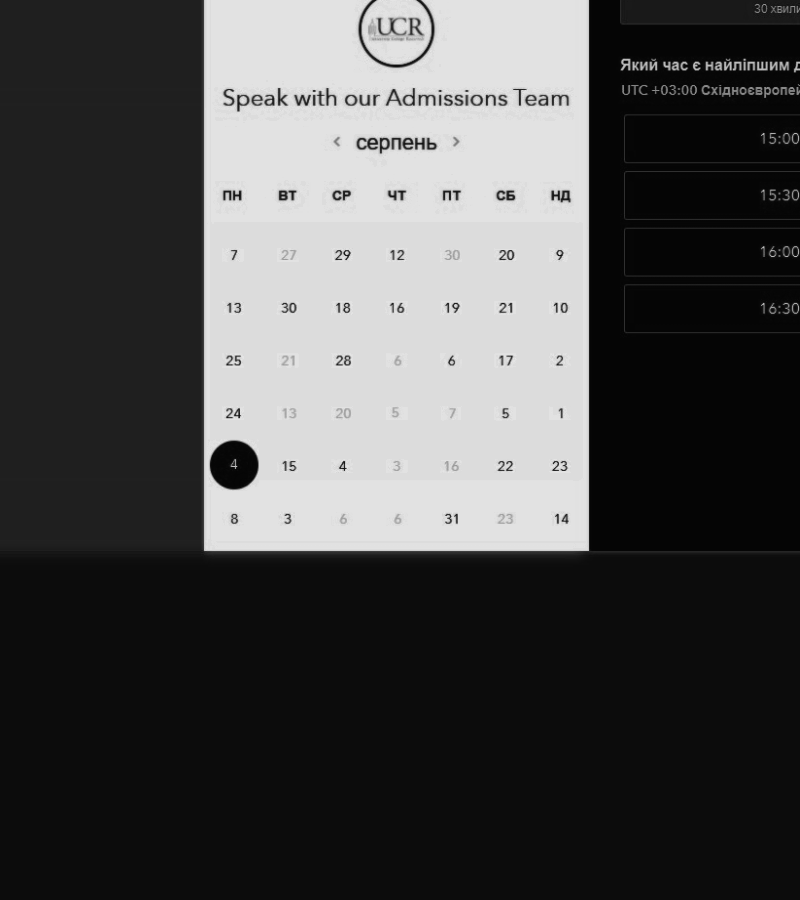 UCR
Speak with our Admissions Team
< серпень >
ПН ВТ СР ЧТ ПТ СБ НД
7 27 29 12 30 20 9
13 30 18 16 19 21 10
25 21 28 6 6 17 2
24 13 20 5 7 5 1
4 15 4 3 16 22 23
8 3 6 6 31 23 14
30 хвили
Який час є найліпшим д
UTC +03:00 Східноєвропей
15:00
15:30
16:00
16:30